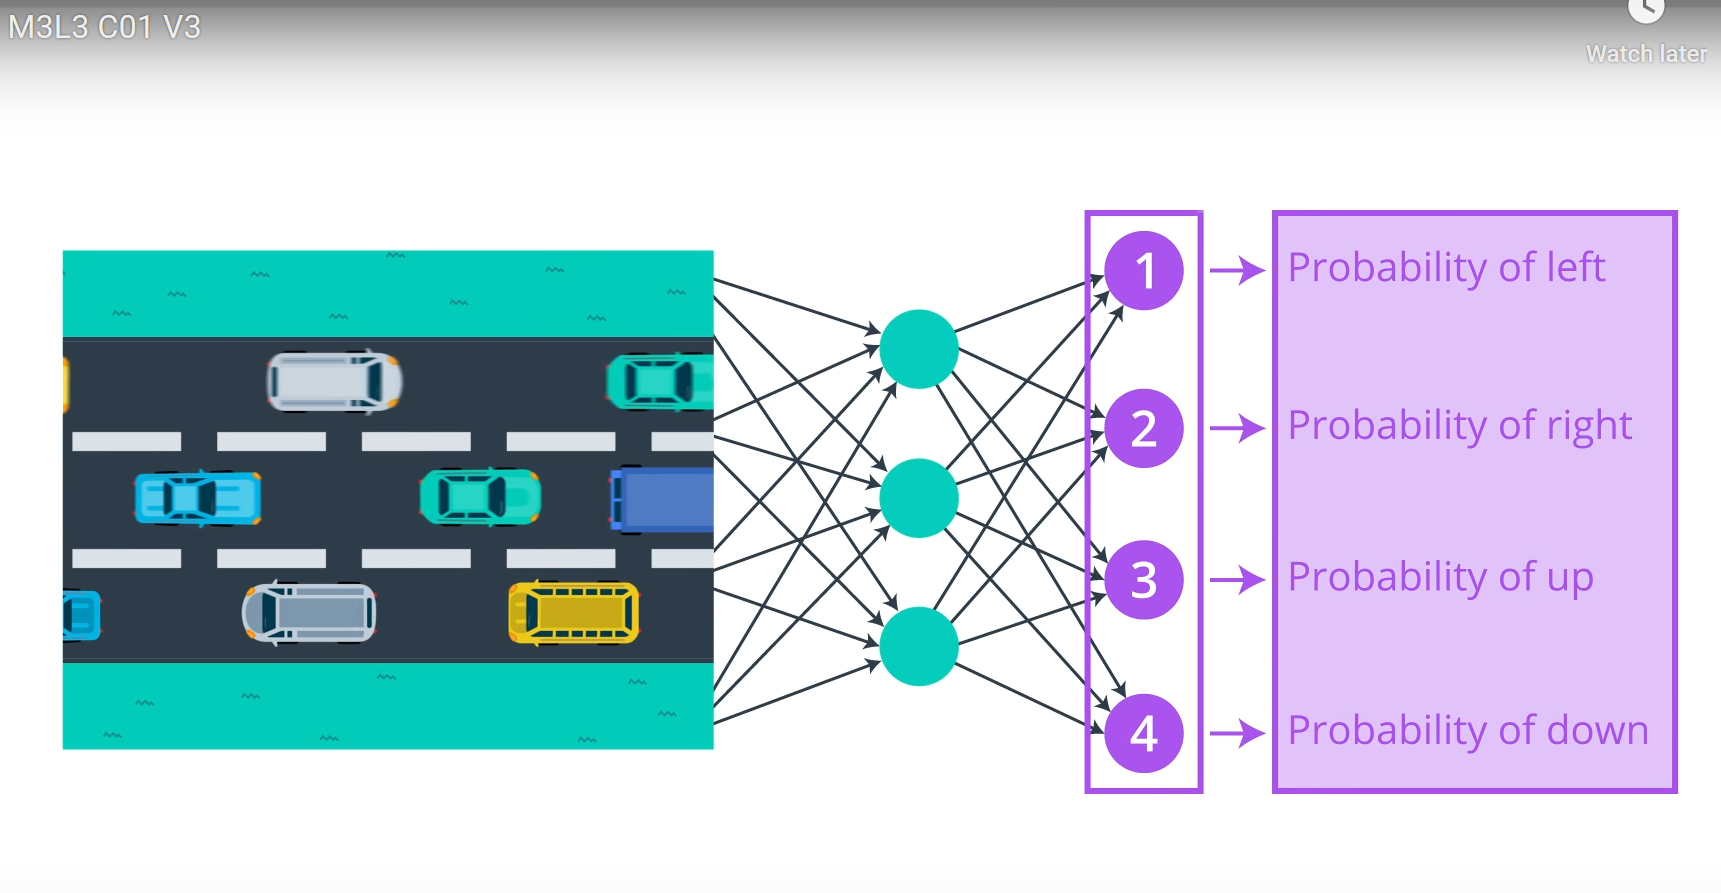 M3L3 C01 V3
Watch later
1
Probability of left
2
Probability of right
3
Probability of up
4
Probability of down